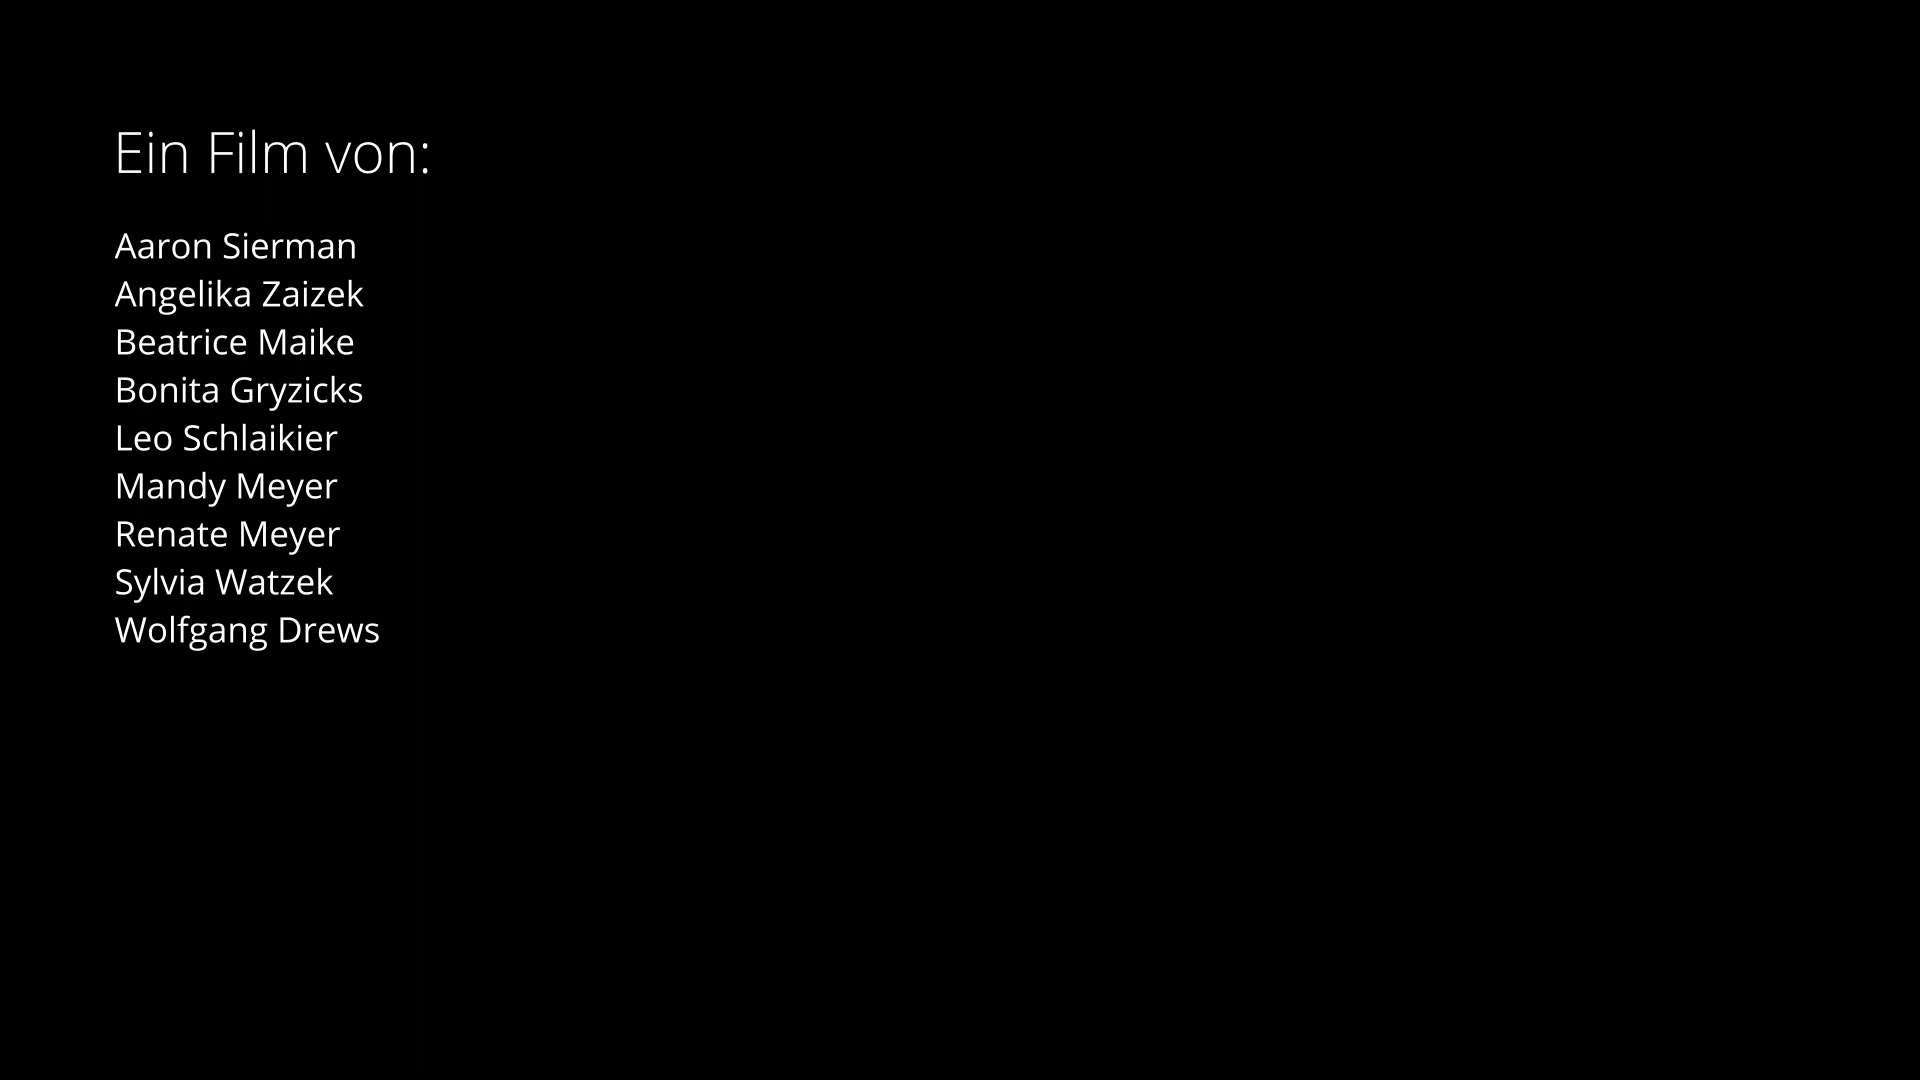 Ein Film von:
Aaron Sierman
Angelika Zaizek
Beatrice Maike
Bonita Gryzicks
Leo Schlaikier
Mandy Meyer
Renate Meyer
Sylvia Watzek
Wolfgang Drews